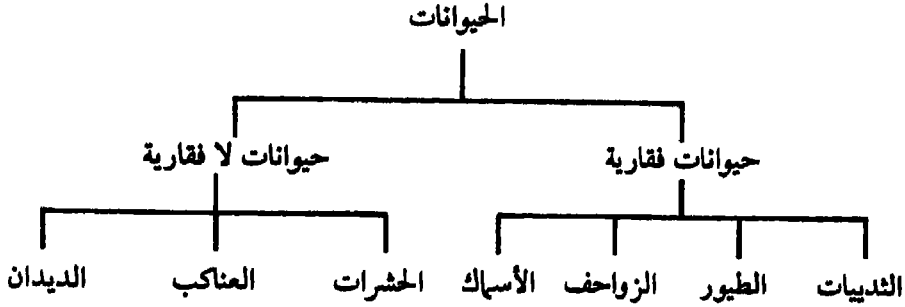 الحيوانات
حيوانات فقارية حيوانات لا فقارية
الثدييات الطيور الزواحف الأسماك الحشرات العناكب الديدان